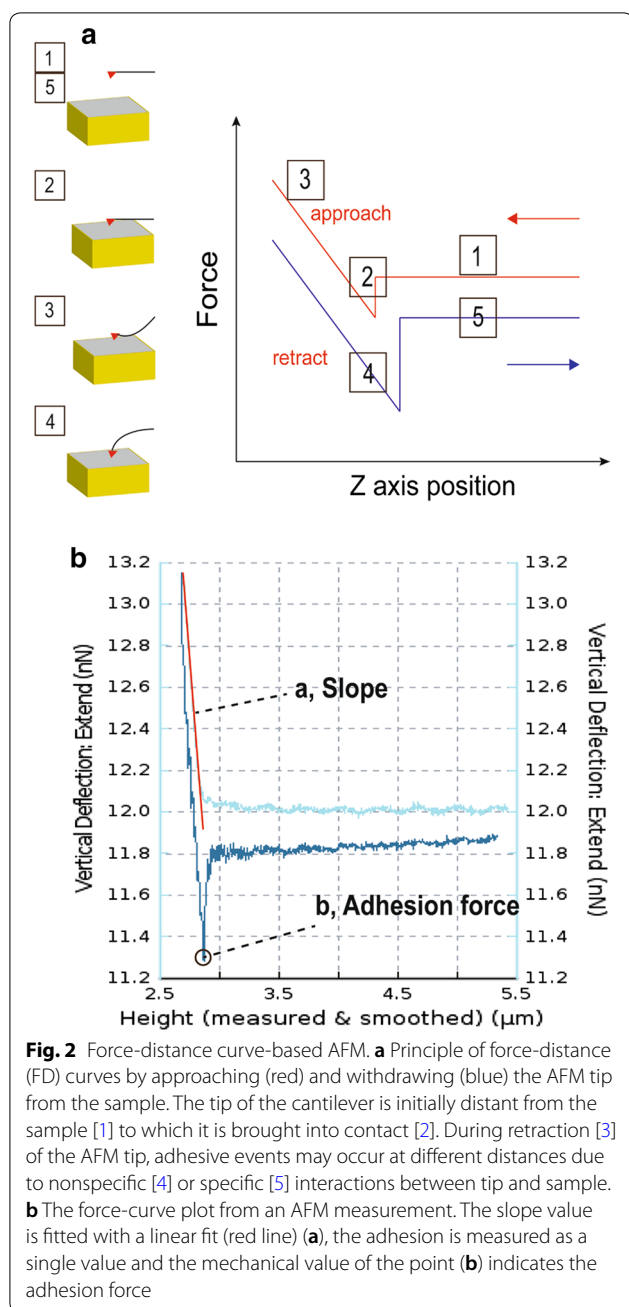 a
1
5
2
3
4
3
approach
2
1
5
retract
4
Force
Z axis position
b
13.2
13.0
12.8
12.6
12.4
12.2
12.0
11.8
11.6
11.4
11.2
Vertical Deflection: Extend (nN)
a, Slope
b, Adhesion force
13.2
13.0
12.8
12.6
12.4
12.2
12.0
11.8
11.6
11.4
11.2
Vertical Deflection: Extend (nN)
2.5 3.5 4.5 5.5
Height (measured & smoothed) (μm)
Fig. 2 Force-distance curve-based AFM. a Principle of force-distance
(FD) curves by approaching (red) and withdrawing (blue) the AFM tip
from the sample. The tip of the cantilever is initially distant from the
sample [1] to which it is brought into contact [2]. During retraction [3]
of the AFM tip, adhesive events may occur at different distances due
to nonspecific [4] or specific [5] interactions between tip and sample.
b The force-curve plot from an AFM measurement. The slope value
is fitted with a linear fit (red line) (a), the adhesion is measured as a
single value and the mechanical value of the point (b) indicates the
adhesion force